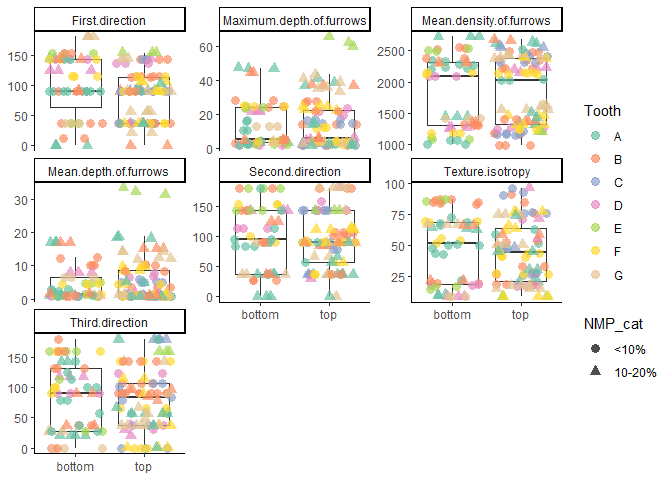 First.direction
Maximum.depth.of.furrows
Mean.density.of.furrows
150
100
50
0
60
40
20
0
2500
2000
1500
1000
Mean.depth.of.furrows
Second.direction
Texture.isotropy
30
20
10
0
150
100
50
0
100
75
50
25
bottom
top
bottom
top
Third.direction
150
100
50
0
bottom
top
Tooth
A
B
C
D
E
F
G
NMP_cat
<10%
10-20%